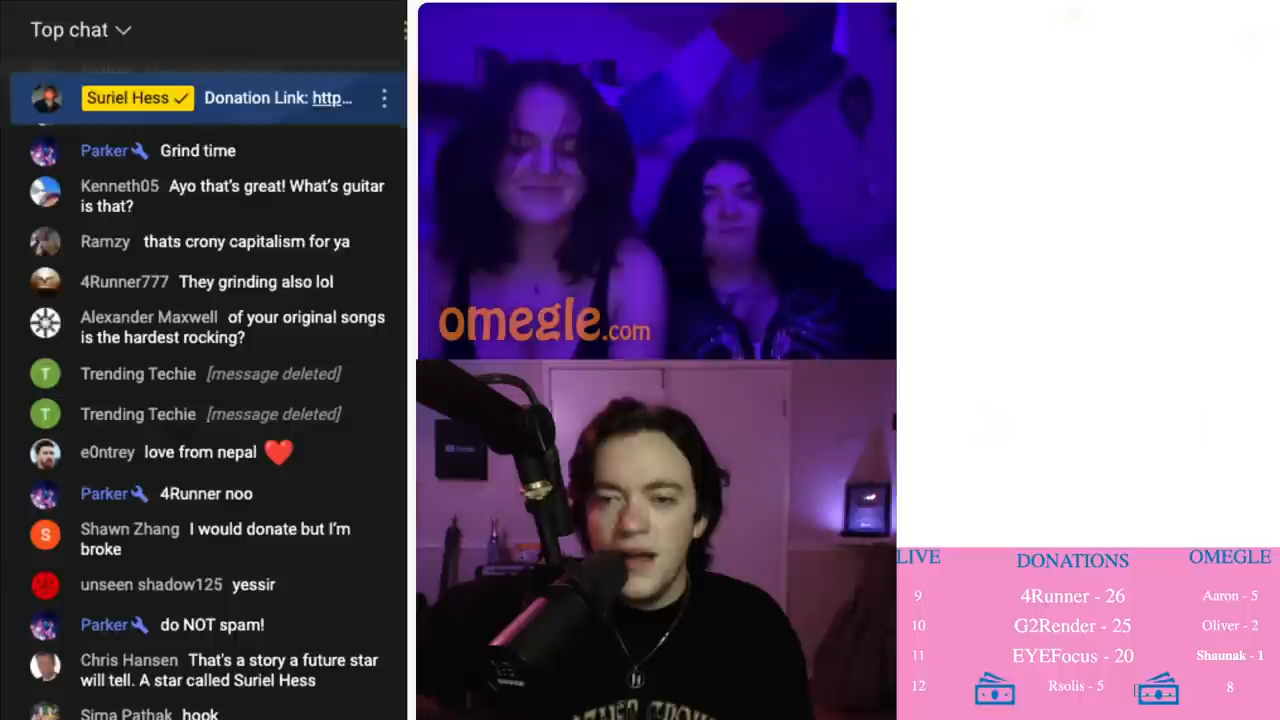 Top chat
Suriel Hess Donation Link: http...
Parker Grind time
Kenneth05 Ayo that's great! What's guitar
is that?
Ramzy thats crony capitalism for ya
4Runner777 They grinding also lol
Alexander Maxwell of your original songs
is the hardest rocking?
T Trending Techie [message deleted]
T Trending Techie [message deleted]
e0ntrey love from nepal ❤️
Parker 4Runner noo
S Shawn Zhang I would donate but I'm
broke
unseen shadow125 yessir
Parker do NOT spam!
Chris Hansen That's a story a future star
will tell. A star called Suriel Hess
Sima Pathak hook
omegle.com
LIVE DONATIONS OMEGLE
9 4Runner - 26 Aaron - 5
10 G2Render - 25 Oliver - 2
11 EYEFocus - 20 Shaunak - 1
12 Rsolis - 5 8